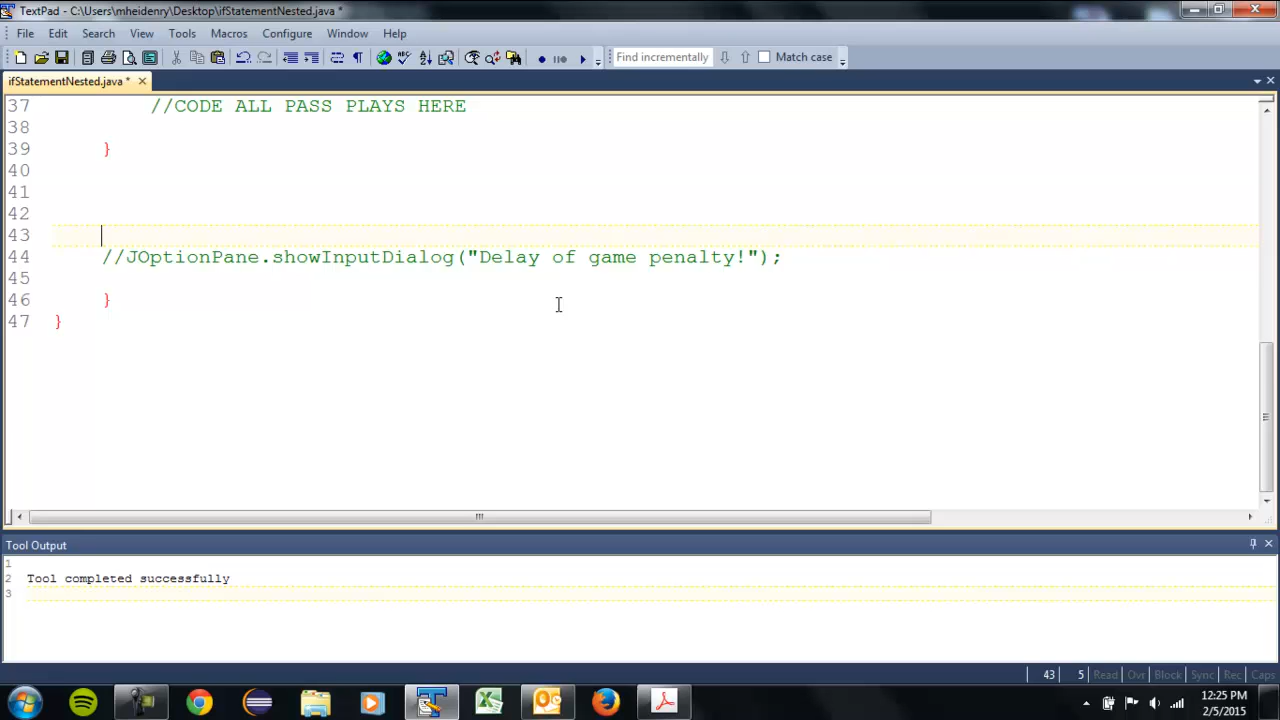 TextPad - C:\Users\mheidenry\Desktop\ifStatementNested.java *
File Edit Search View Tools Macros Configure Window Help
Find incrementally Match case
ifStatementNested.java *
37 //CODE ALL PASS PLAYS HERE
38
39 }
40
41
42
43
44 //JOptionPane.showInputDialog("Delay of game penalty!");
45
46 }
47 }
Tool Output
1
2 Tool completed successfully
3
43 5 Read Ovr Block Sync Rec Caps
12:25 PM
2/5/2015